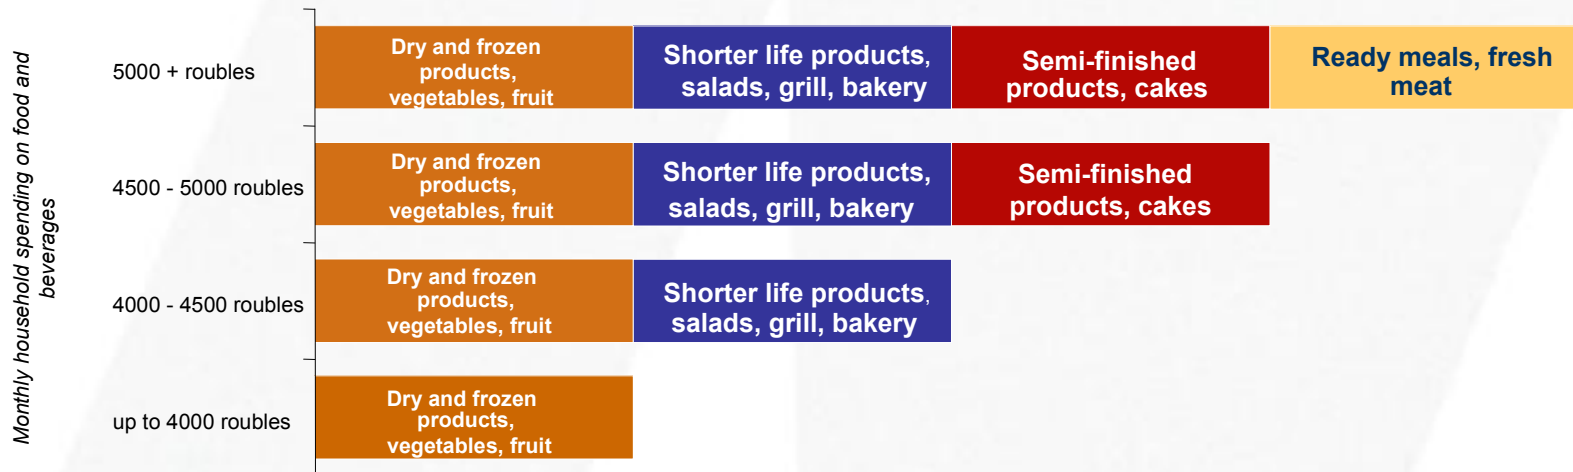 Monthly household spending on food and
beverages
5000 + roubles
Dry and frozen
products,
vegetables, fruit
Shorter life products,
salads, grill, bakery
Semi-finished
products, cakes
Ready meals, fresh
meat
4500 - 5000 roubles
Dry and frozen
products,
vegetables, fruit
Shorter life products,
salads, grill, bakery
Semi-finished
products, cakes
4000 - 4500 roubles
Dry and frozen
products,
vegetables, fruit
Shorter life products,
salads, grill, bakery
up to 4000 roubles
Dry and frozen
products,
vegetables, fruit